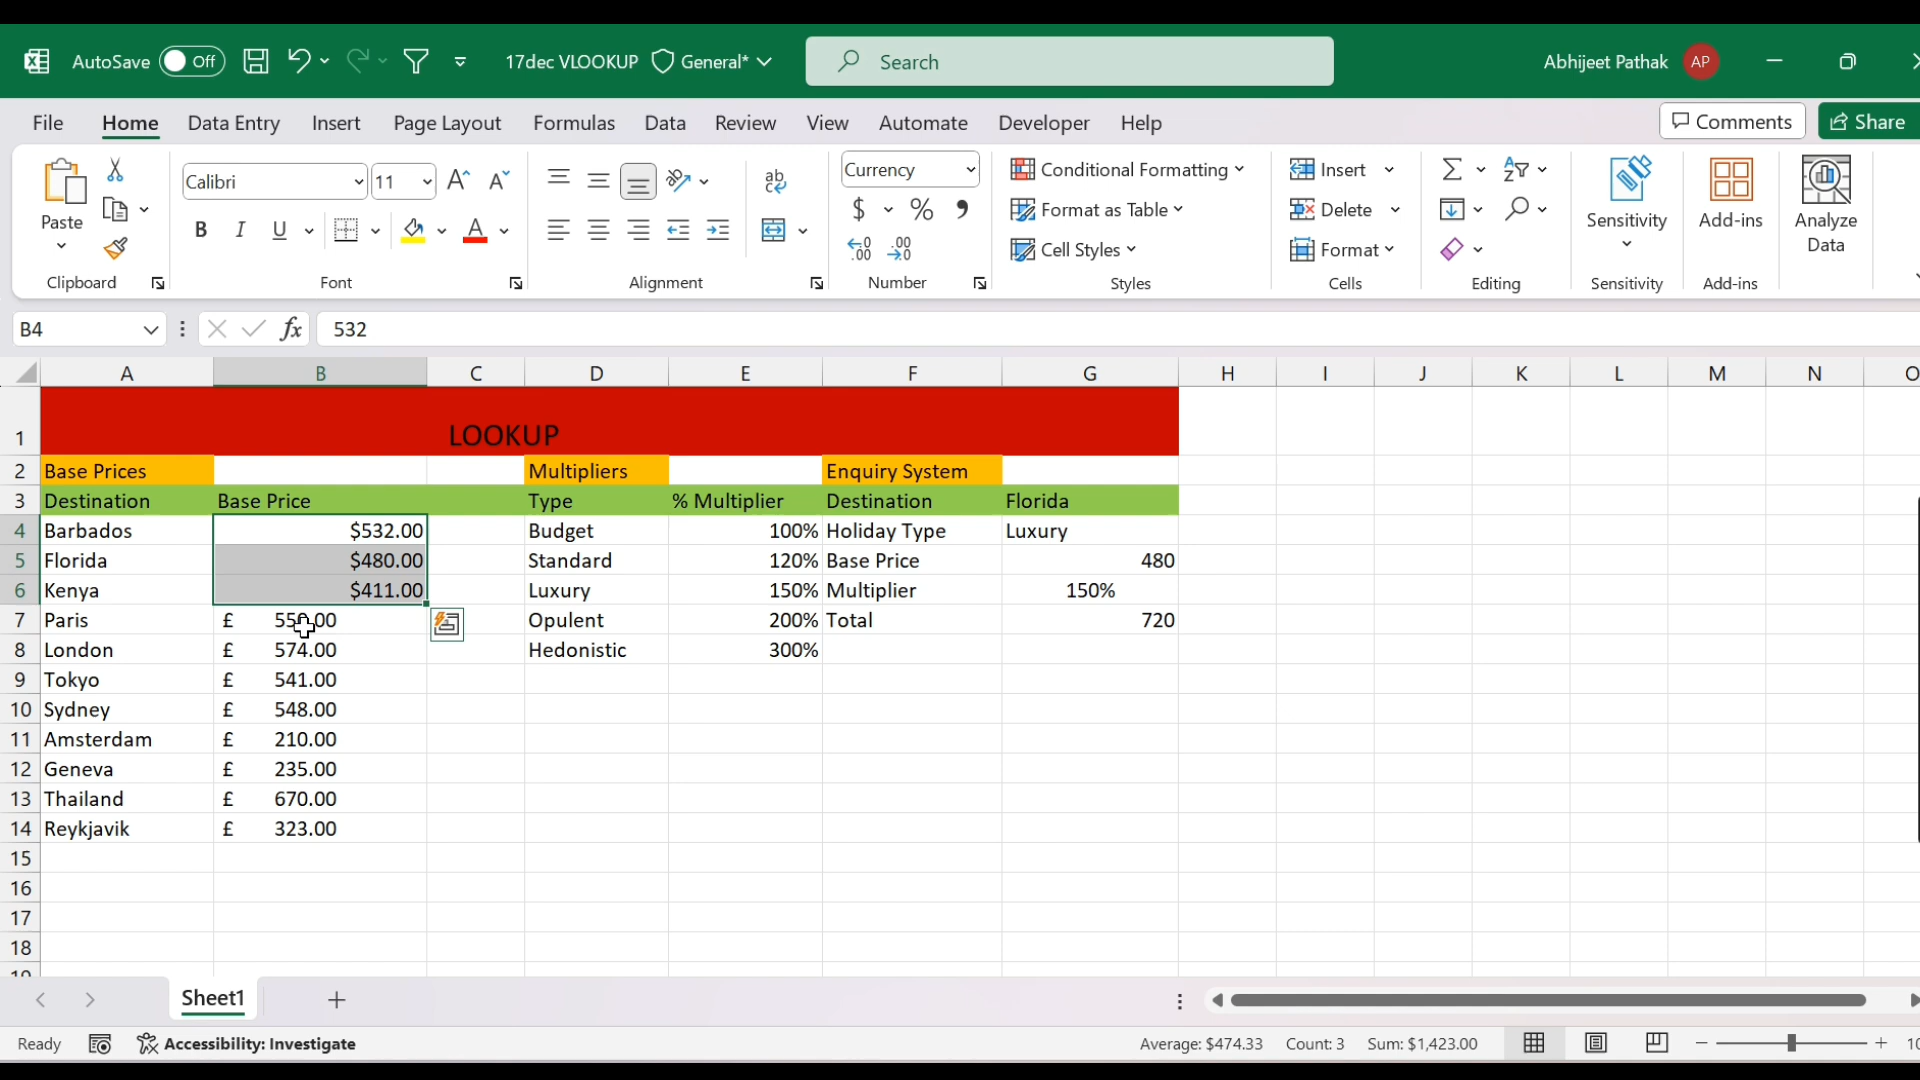 AutoSave Off 17dec VLOOKUP General* Search Abhijeet Pathak AP
File Home Data Entry Insert Page Layout Formulas Data Review View Automate Developer Help Comments Share
Paste Calibri 11 Currency Conditional Formatting Insert Sensitivity Add-ins Analyze Data
B I U $ % Format as Table Delete
Cell Styles Format
Clipboard Font Alignment Number Styles Cells Editing Sensitivity Add-ins
B4 fx 532
A B C D E F G H I J K L M N O
1 LOOKUP
2 Base Prices Multipliers Enquiry System
3 Destination Base Price Type % Multiplier Destination Florida
4 Barbados $532.00 Budget 100% Holiday Type Luxury
5 Florida $480.00 Standard 120% Base Price 480
6 Kenya $411.00 Luxury 150% Multiplier 150%
7 Paris £ Opulent 200% Total 720
8 London £ 574.00 Hedonistic 300%
9 Tokyo £ 541.00
10 Sydney £ 548.00
11 Amsterdam £ 210.00
12 Geneva £ 235.00
13 Thailand £ 670.00
14 Reykjavik £ 323.00
15
16
17
18
Sheet1
Ready Accessibility: Investigate Average: $474.33 Count: 3 Sum: $1,423.00